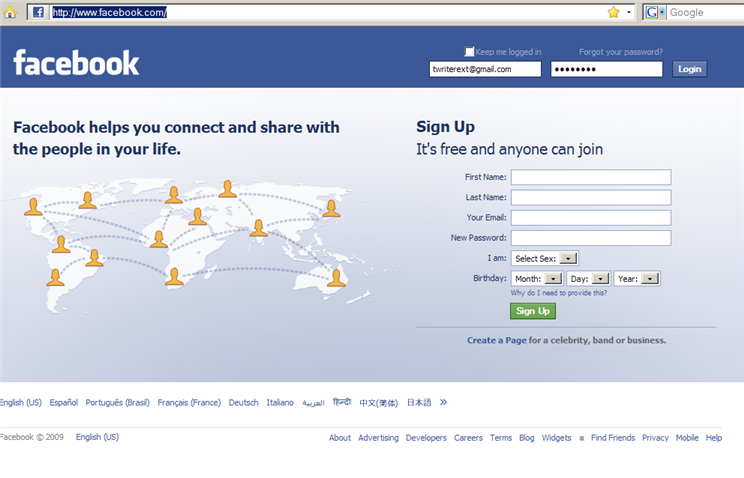 http://www.facebook.com/
Google
facebook
Keep me logged in
Forgot your password?
twriterext@gmail.com
••••••••
Login
Facebook helps you connect and share with
the people in your life.
Sign Up
It's free and anyone can join
First Name:
Last Name:
Your Email:
New Password:
I am: Select Sex:
Birthday: Month: Day: Year:
Why do I need to provide this?
Sign Up
Create a Page for a celebrity, band or business.
English (US) Español Português (Brasil) Français (France) Deutsch Italiano العربية हिन्दी 中文(简体) 日本語 »
Facebook © 2009 English (US)
About Advertising Developers Careers Terms Blog Widgets ■ Find Friends Privacy Mobile Help